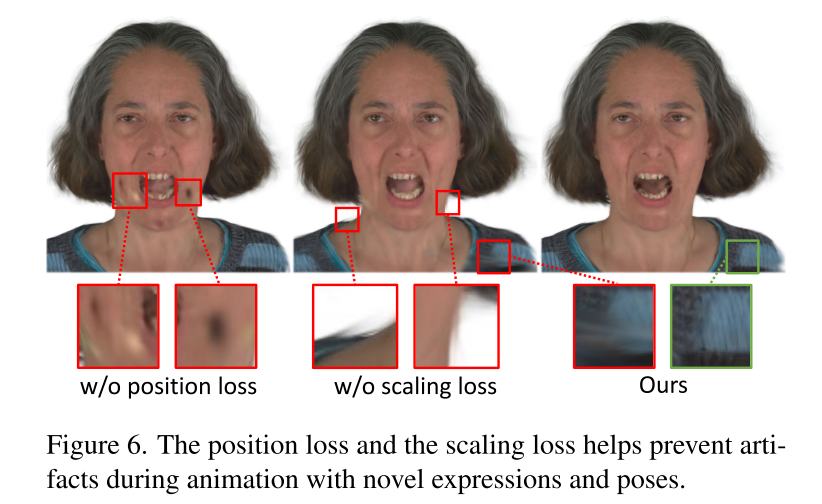 w/o position loss
w/o scaling loss
Ours
Figure 6. The position loss and the scaling loss helps prevent arti-
facts during animation with novel expressions and poses.